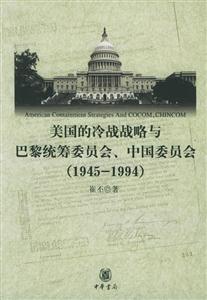 American Containment Strategies And COCOM, CHINCOM
美国的冷战战略与
巴黎统筹委员会、中国委员会
(1945-1994)
崔丕◎著
中华书局